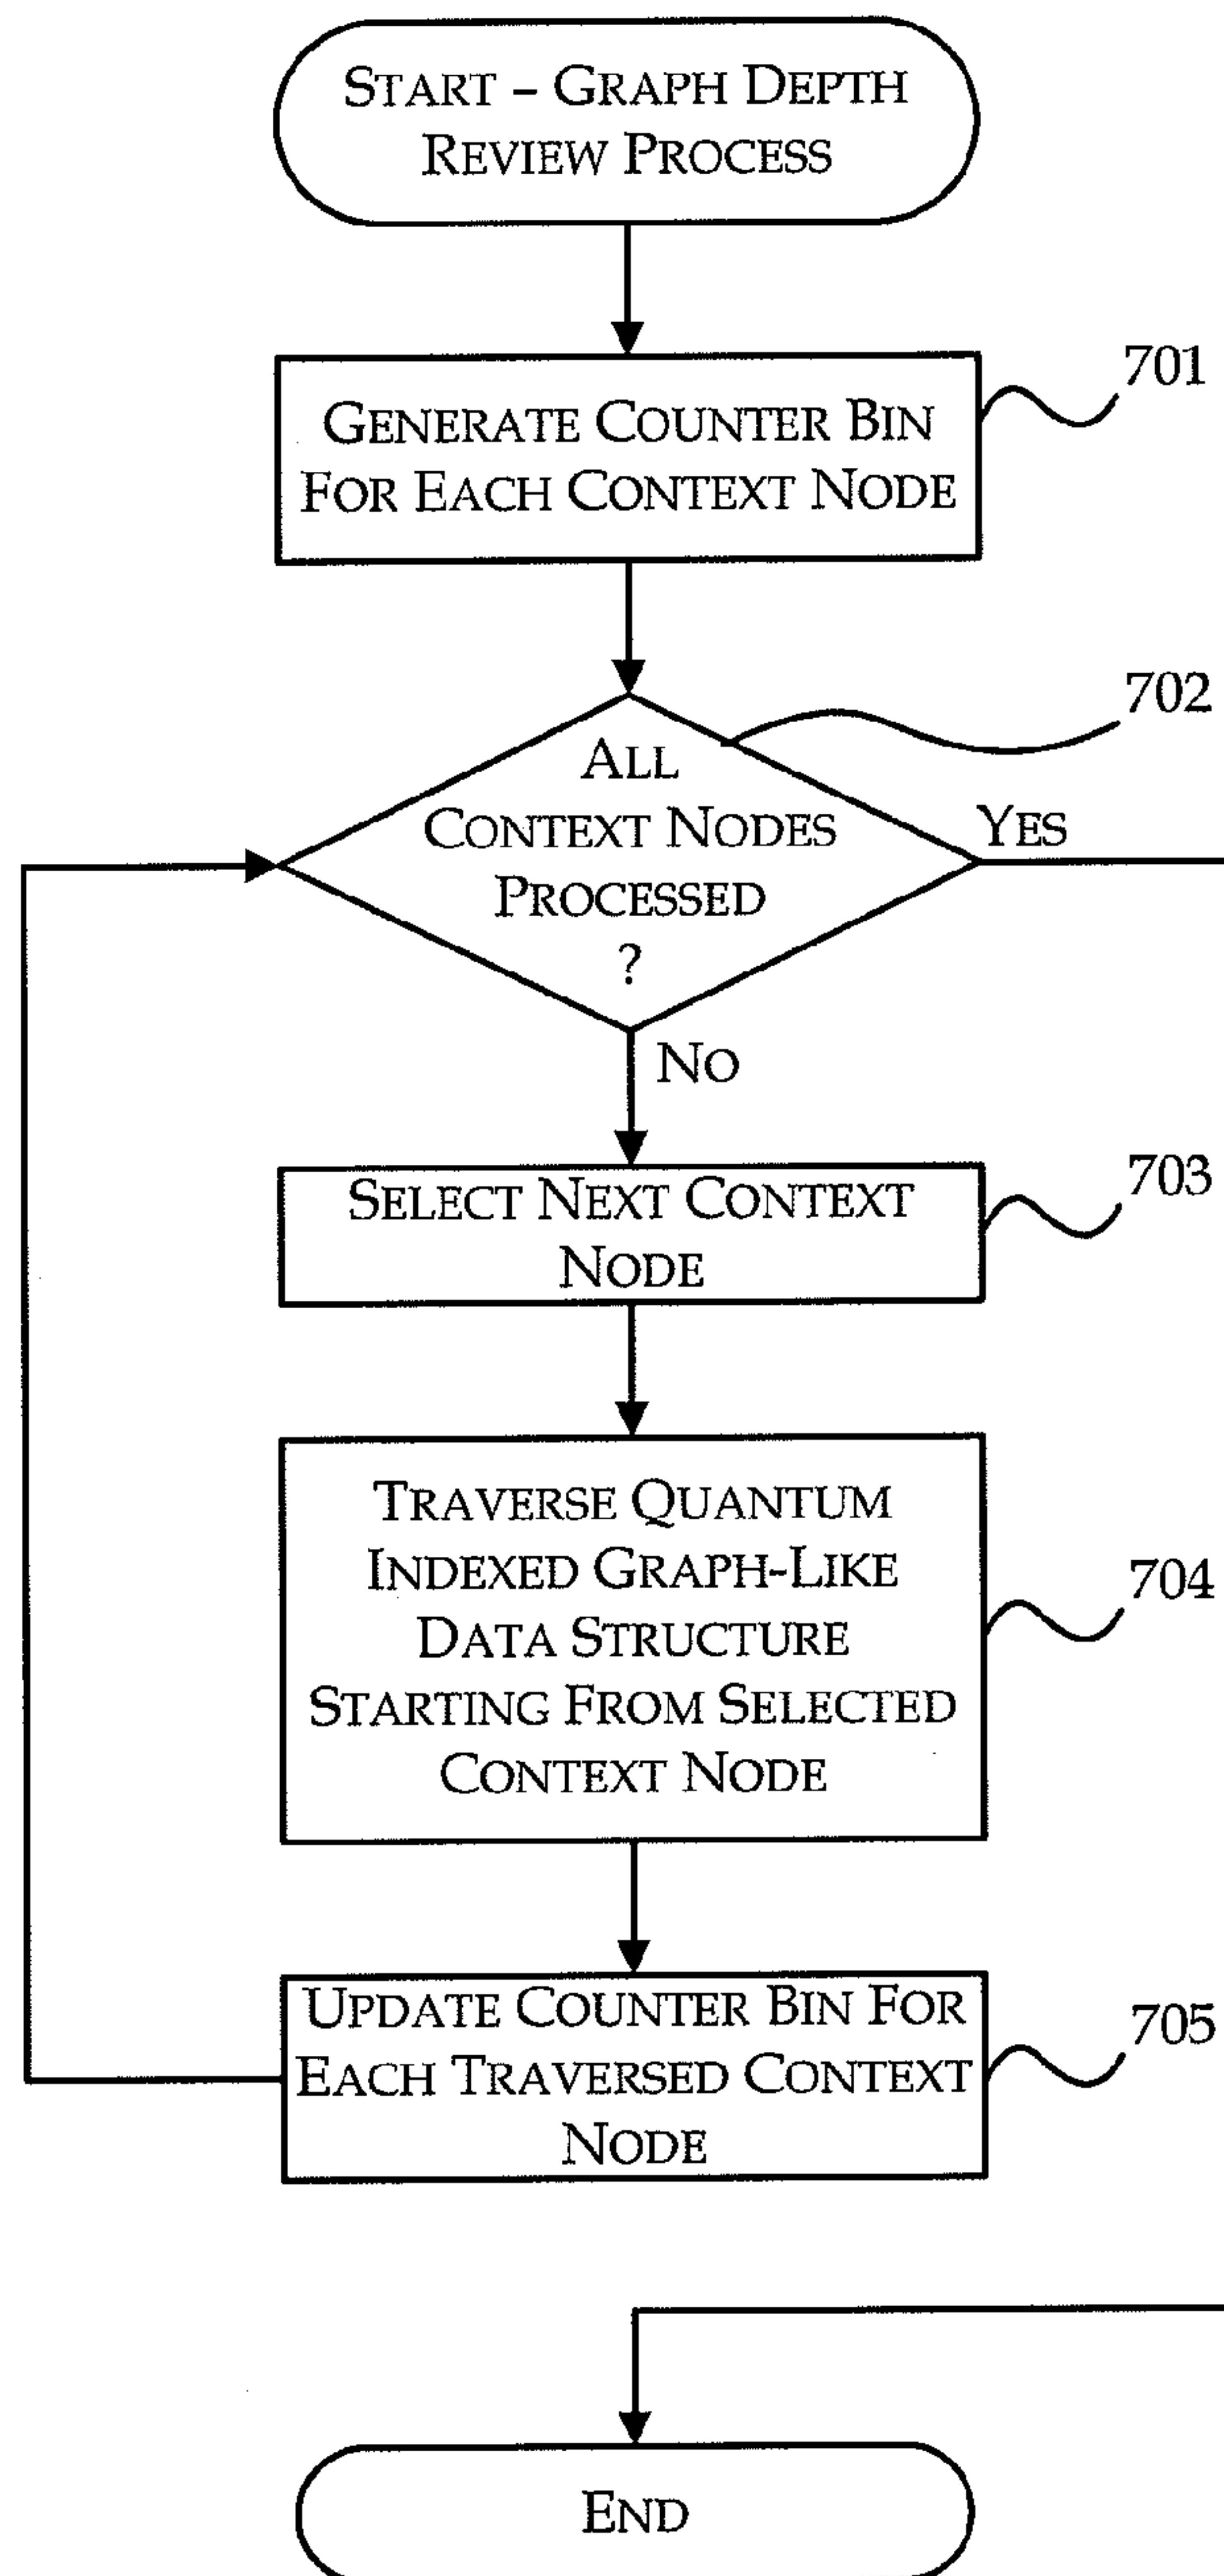 START – GRAPH DEPTH
REVIEW PROCESS
701
GENERATE COUNTER BIN
FOR EACH CONTEXT NODE
702
ALL
CONTEXT NODES
PROCESSED
?
YES
NO
703
SELECT NEXT CONTEXT
NODE
TRAVERSE QUANTUM
INDEXED GRAPH-LIKE
DATA STRUCTURE
STARTING FROM SELECTED
CONTEXT NODE
704
UPDATE COUNTER BIN FOR
EACH TRAVERSED CONTEXT
NODE
705
END